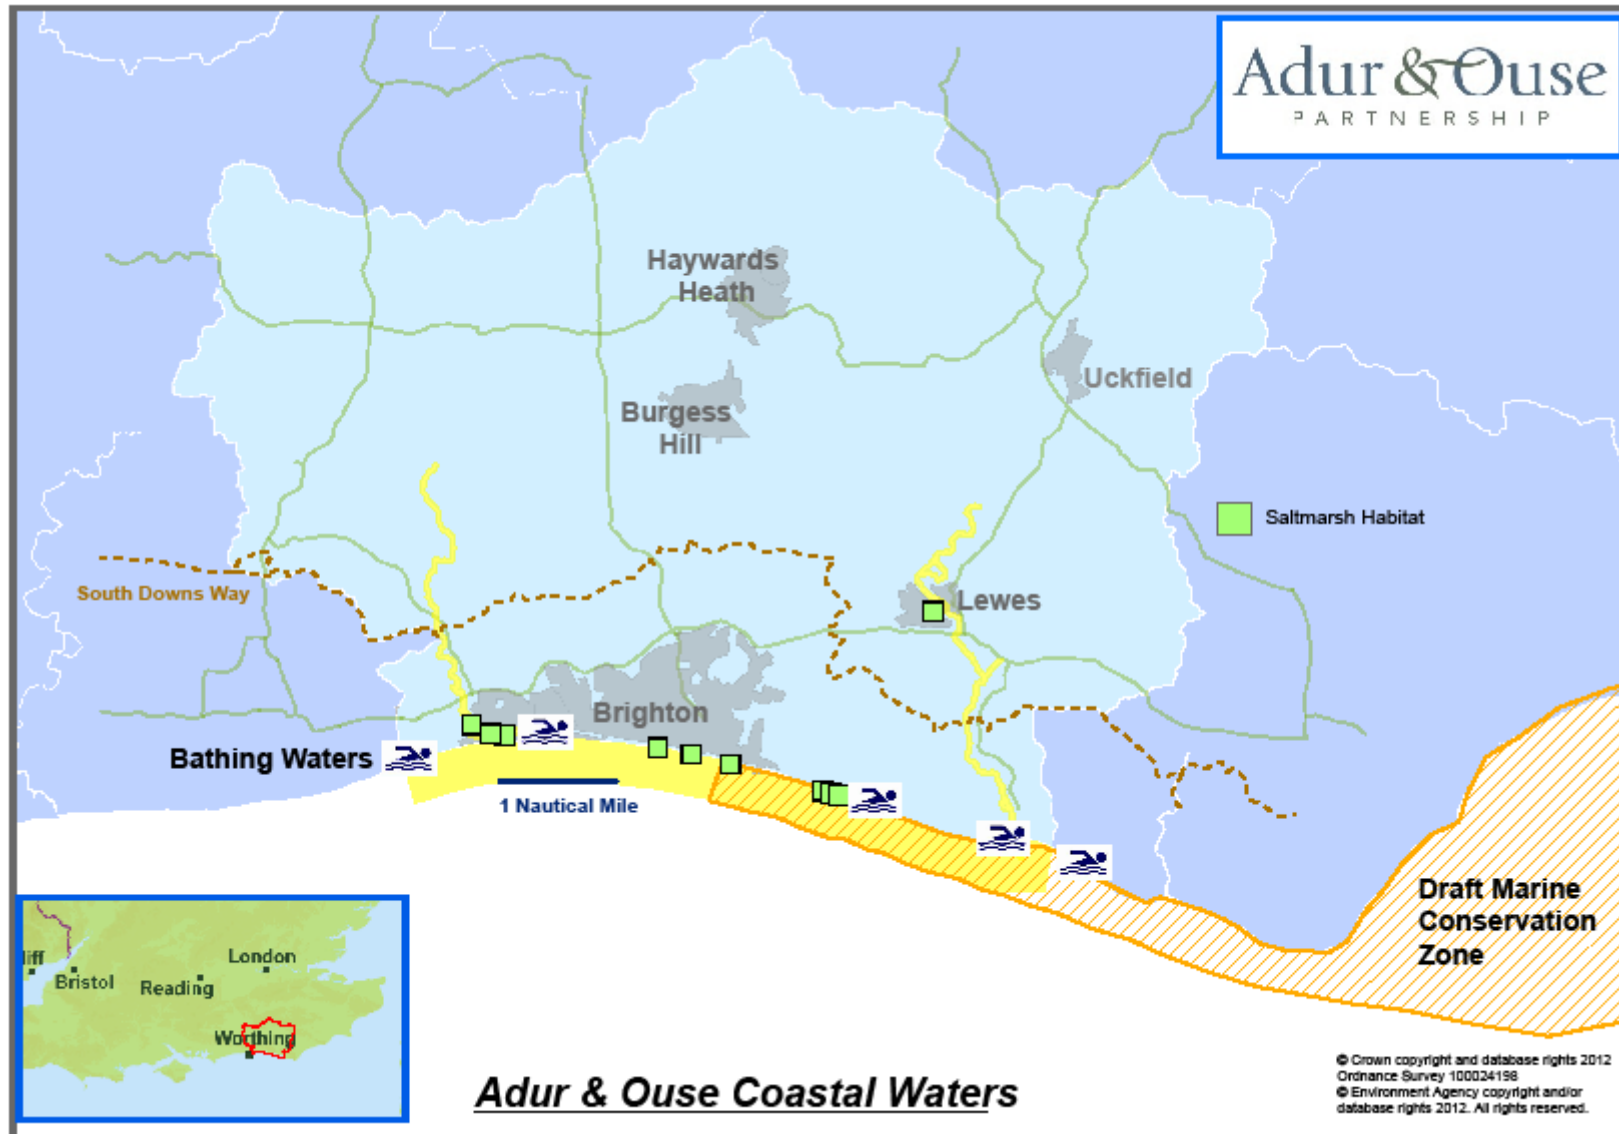 Adur & Ouse
PARTNERSHIP
Haywards
Heath
Uckfield
Burgess
Hill
Saltmarsh Habitat
South Downs Way
Lewes
Brighton
Bathing Waters
1 Nautical Mile
Draft Marine
Conservation
Zone
liff
Bristol
Reading
London
Worthing
Adur & Ouse Coastal Waters
© Crown copyright and database rights 2012
Ordnance Survey 100024198
© Environment Agency copyright and/or
database rights 2012. All rights reserved.